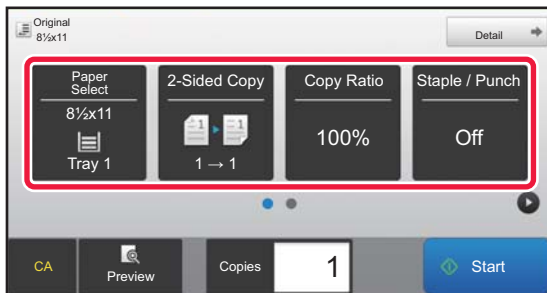 Original
8½x11
Detail
Paper
Select
8½x11
Tray 1
2-Sided Copy
1 → 1
Copy Ratio
100%
Staple / Punch
Off
CA
Preview
Copies
1
Start